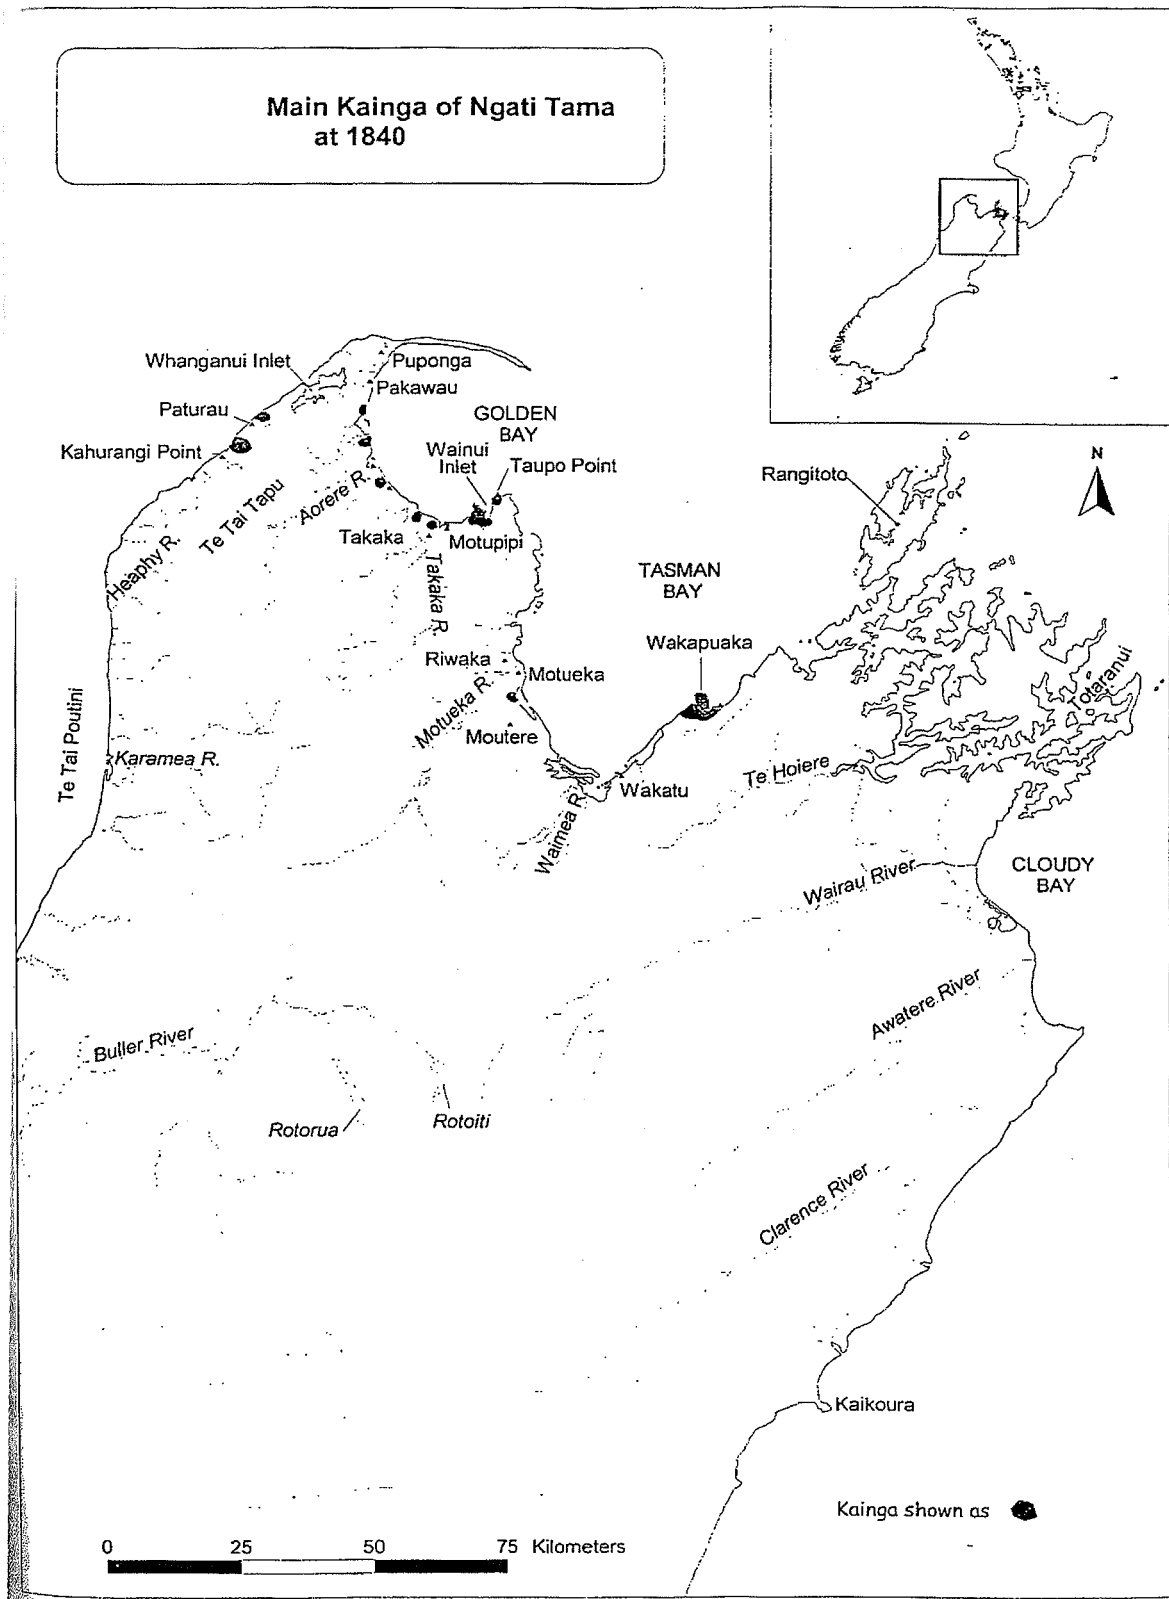 Main Kainga of Ngati Tama
at 1840
Whanganui Inlet
Puponga
Pakawau
Paturau
GOLDEN
BAY
Kahurangi Point
Wainui
Inlet
Taupo Point
Rangitoto
N
Te Tai Tapu
Aorere R.
Heaphy R.
Takaka
Motupipi
Takaka R.
TASMAN
BAY
Wakapuaka
Riwaka
Motueka
Motueka R.
Moutere
Totaranui
Te Tai Poutini
Karamea R.
Te Hoiere
Wakatu
Waimea R.
Wairau River
CLOUDY
BAY
Awatere River
Buller River
Rotorua
Rotoiti
Clarence River
Kaikoura
Kainga shown as
0 25 50 75 Kilometers